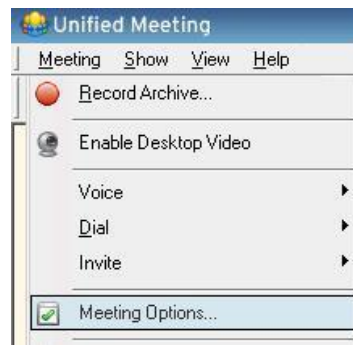 Unified Meeting
Meeting Show View Help
Record Archive...
Enable Desktop Video
Voice
Dial
Invite
Meeting Options...